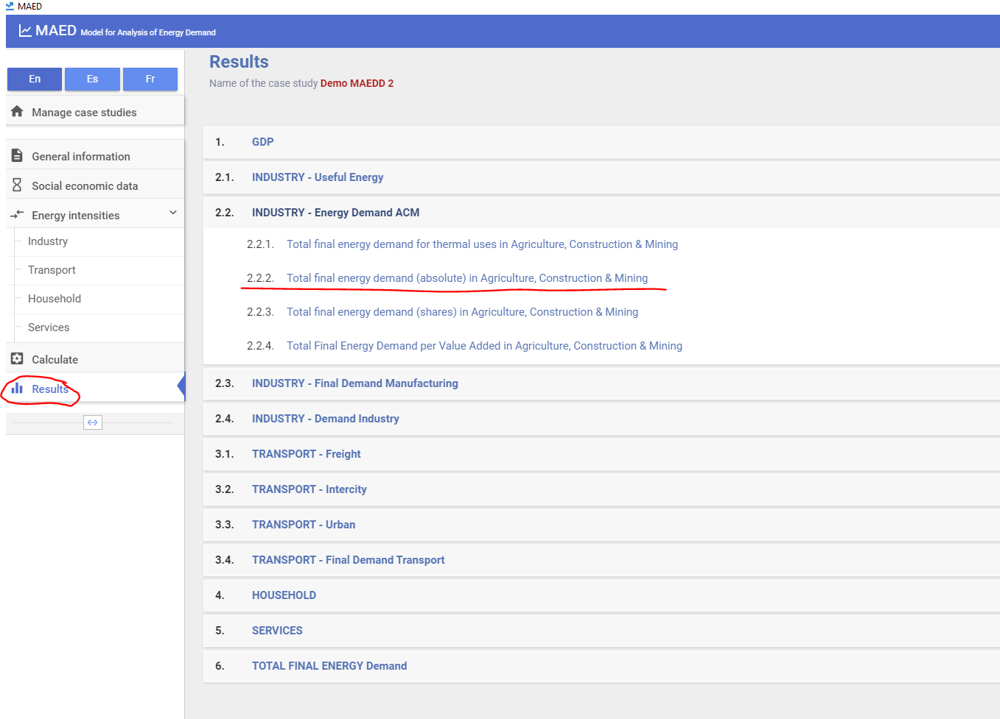 MAED
MAED Model for Analysis of Energy Demand
En Es Fr
Manage case studies
General information
Social economic data
Energy intensities
Industry
Transport
Household
Services
Calculate
Results
Results
Name of the case study Demo MAEDD 2
1. GDP
2.1. INDUSTRY - Useful Energy
2.2. INDUSTRY - Energy Demand ACM
2.2.1. Total final energy demand for thermal uses in Agriculture, Construction & Mining
2.2.2. Total final energy demand (absolute) in Agriculture, Construction & Mining
2.2.3. Total final energy demand (shares) in Agriculture, Construction & Mining
2.2.4. Total Final Energy Demand per Value Added in Agriculture, Construction & Mining
2.3. INDUSTRY - Final Demand Manufacturing
2.4. INDUSTRY - Demand Industry
3.1. TRANSPORT - Freight
3.2. TRANSPORT - Intercity
3.3. TRANSPORT - Urban
3.4. TRANSPORT - Final Demand Transport
4. HOUSEHOLD
5. SERVICES
6. TOTAL FINAL ENERGY Demand